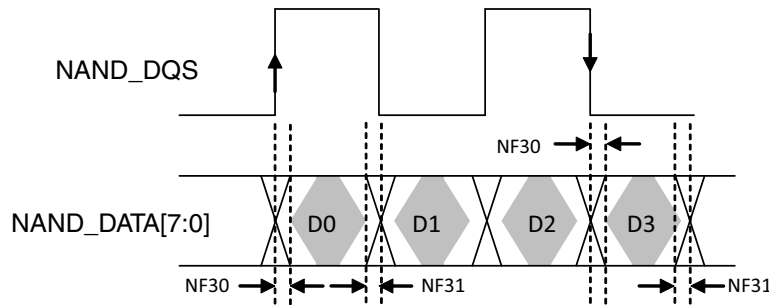 NAND_DQS
NF30
NAND_DATA[7:0]
D0
D1
D2
D3
NF30
NF31
NF31